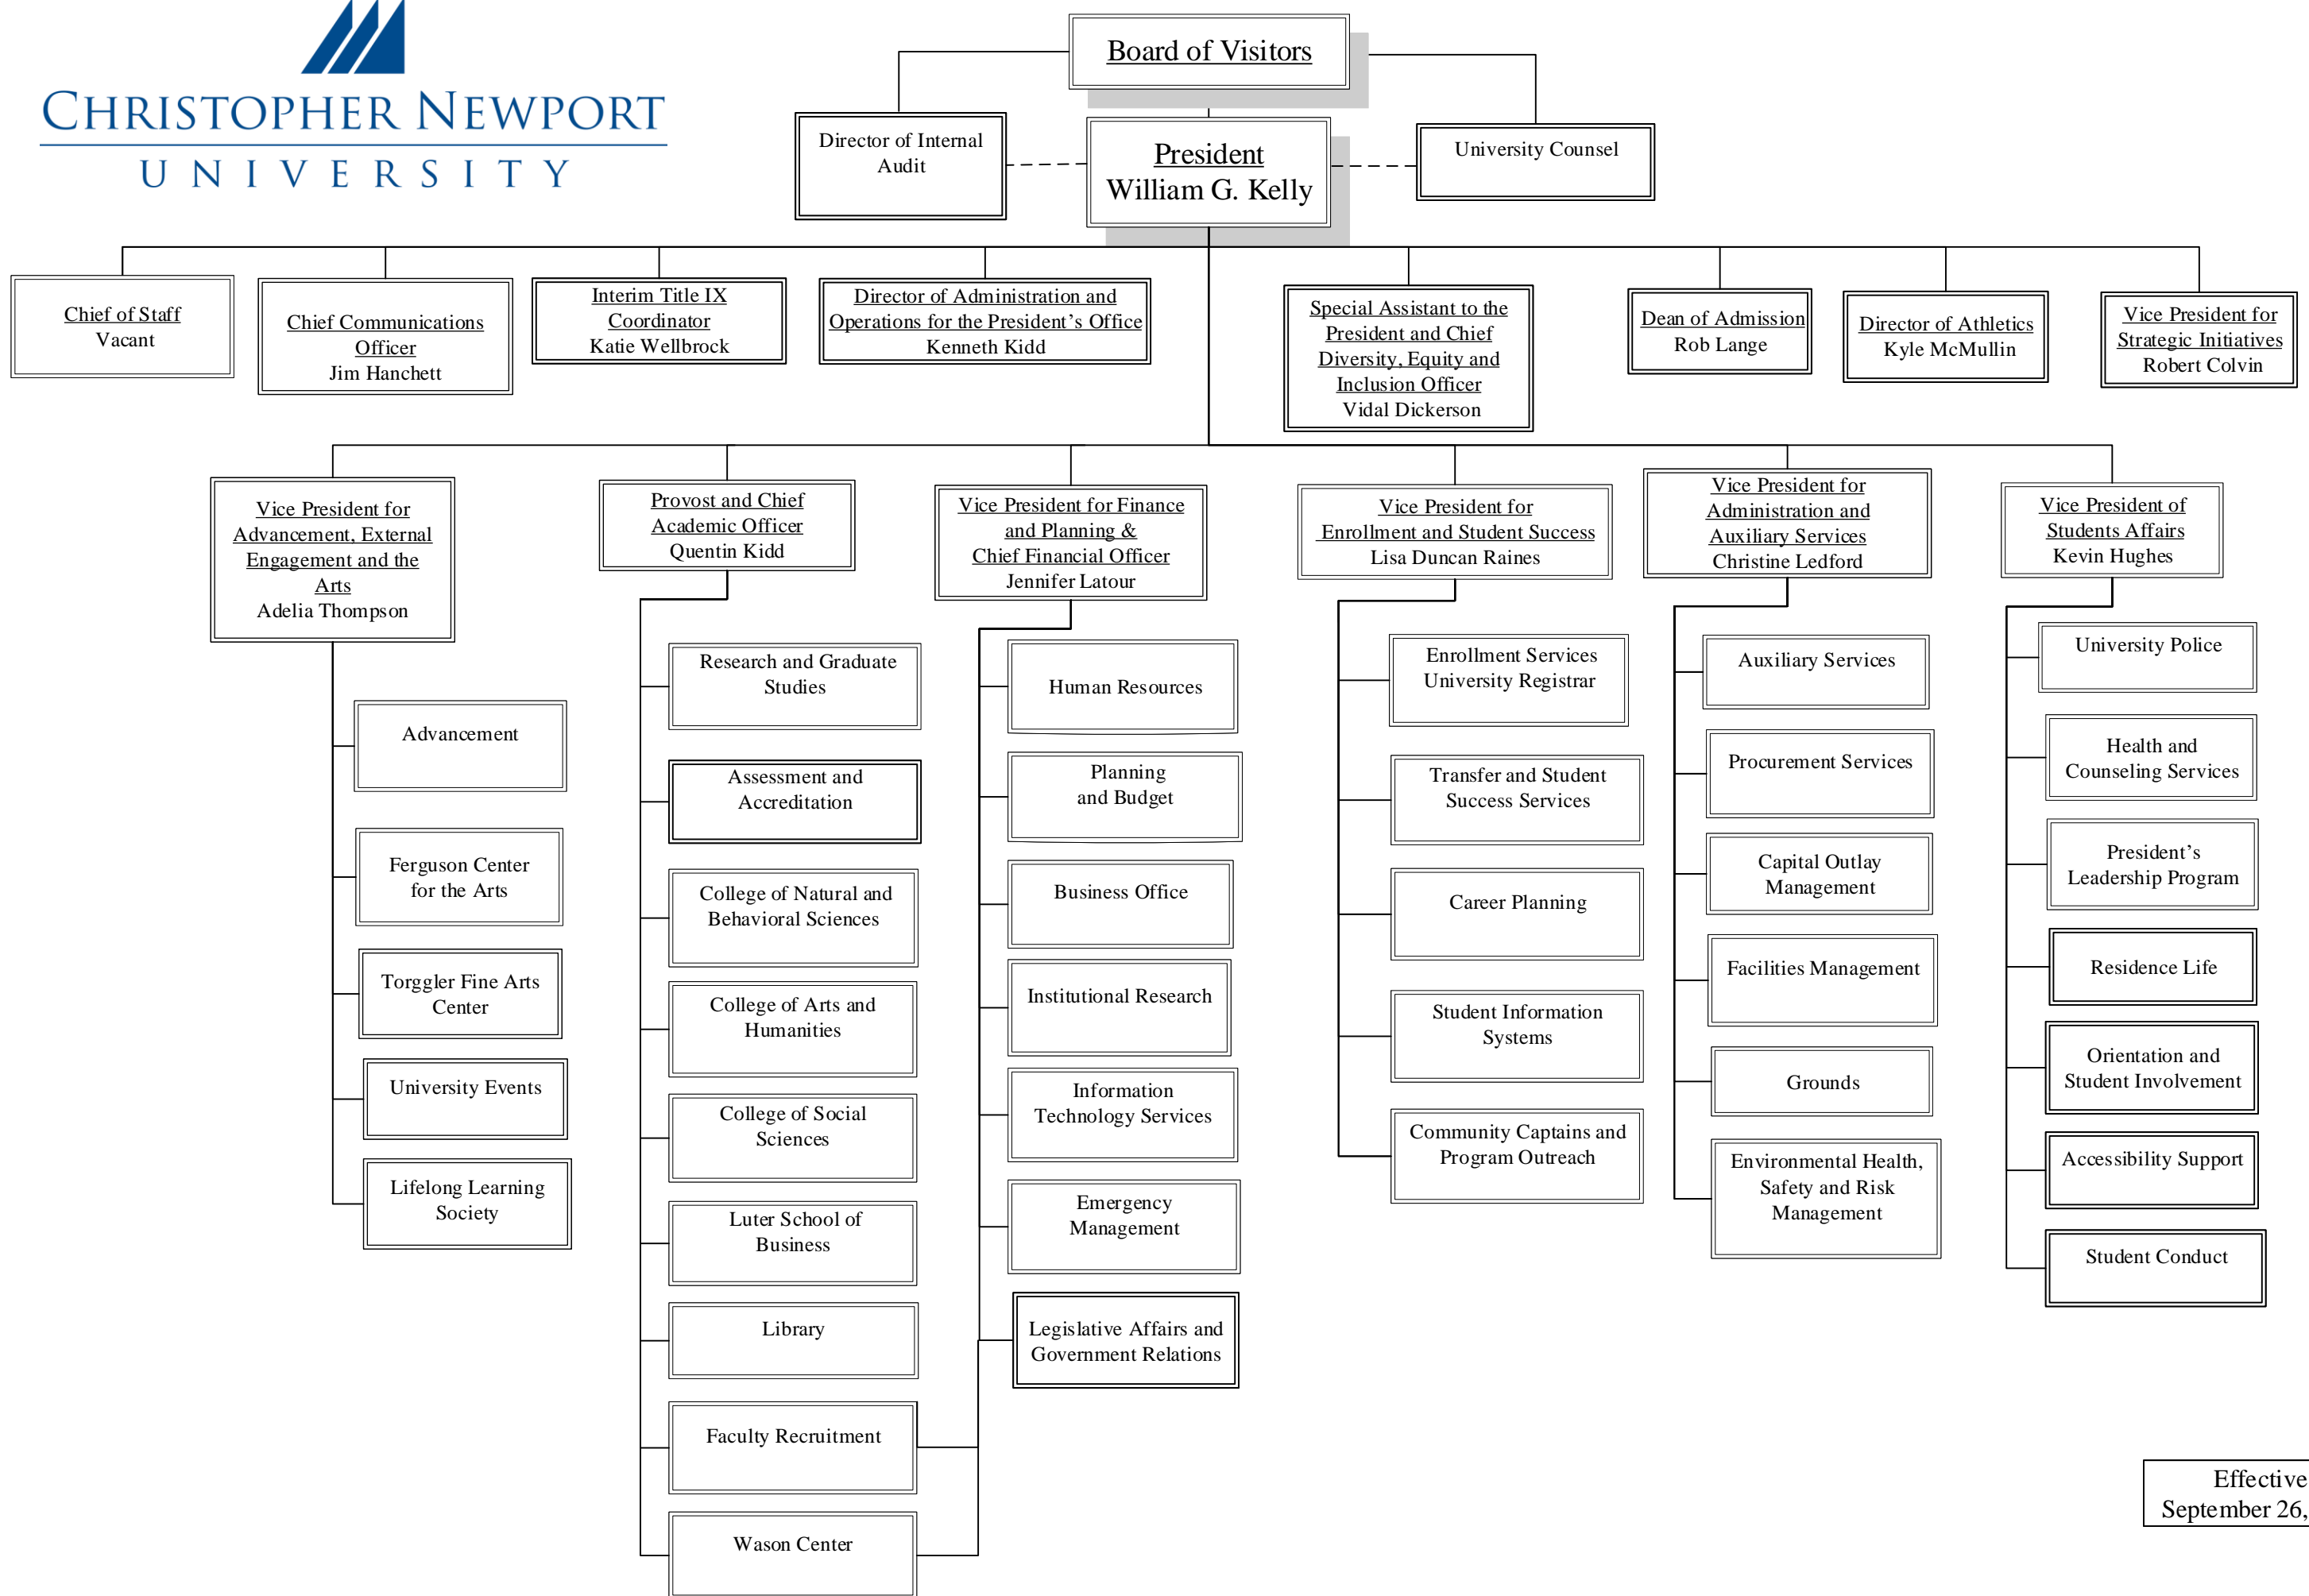 CHRISTOPHER NEWPORT
UNIVERSITY
Board of Visitors
Director of Internal
Audit
President
William G. Kelly
University Counsel
Chief of Staff
Vacant
Chief Communications
Officer
Jim Hanchett
Interim Title IX
Coordinator
Katie Wellbrock
Director of Administration and
Operations for the President’s Office
Kenneth Kidd
Special Assistant to the
President and Chief
Diversity, Equity and
Inclusion Officer
Vidal Dickerson
Dean of Admission
Rob Lange
Director of Athletics
Kyle McMullin
Vice President for
Strategic Initiatives
Robert Colvin
Vice President for
Advancement, External
Engagement and the
Arts
Adelia Thompson
Provost and Chief
Academic Officer
Quentin Kidd
Vice President for Finance
and Planning &
Chief Financial Officer
Jennifer Latour
Vice President for
Enrollment and Student Success
Lisa Duncan Raines
Vice President for
Administration and
Auxiliary Services
Christine Ledford
Vice President of
Students Affairs
Kevin Hughes
Advancement
Ferguson Center
for the Arts
Torggler Fine Arts
Center
University Events
Lifelong Learning
Society
Research and Graduate
Studies
Assessment and
Accreditation
College of Natural and
Behavioral Sciences
College of Arts and
Humanities
College of Social
Sciences
Luter School of
Business
Library
Faculty Recruitment
Wason Center
Human Resources
Planning
and Budget
Business Office
Institutional Research
Information
Technology Services
Emergency
Management
Legislative Affairs and
Government Relations
Enrollment Services
University Registrar
Transfer and Student
Success Services
Career Planning
Student Information
Systems
Community Captains and
Program Outreach
Auxiliary Services
Procurement Services
Capital Outlay
Management
Facilities Management
Grounds
Environmental Health,
Safety and Risk
Management
University Police
Health and
Counseling Services
President’s
Leadership Program
Residence Life
Orientation and
Student Involvement
Accessibility Support
Student Conduct
Effective
September 26,